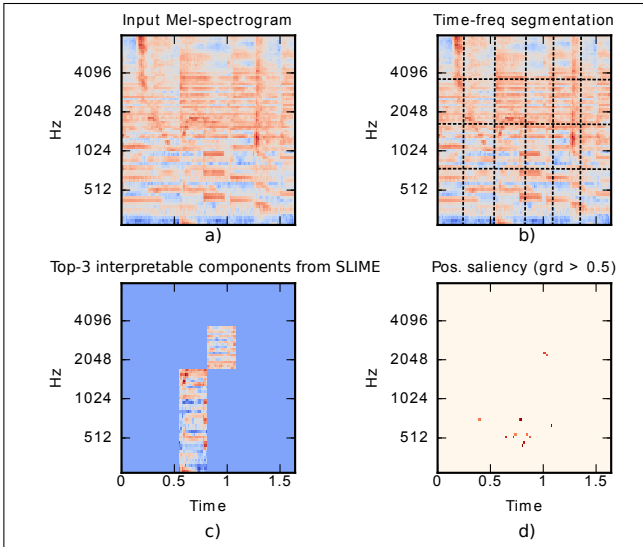 Input Mel-spectrogram
4096
2048
1024
512
Hz
a)
Time-freq segmentation
4096
2048
1024
512
Hz
b)
Top-3 interpretable components from SLIME
4096
2048
1024
512
Hz
0 0.5 1 1.5
Time
c)
Pos. saliency (grd > 0.5)
4096
2048
1024
512
Hz
0 0.5 1 1.5
Time
d)